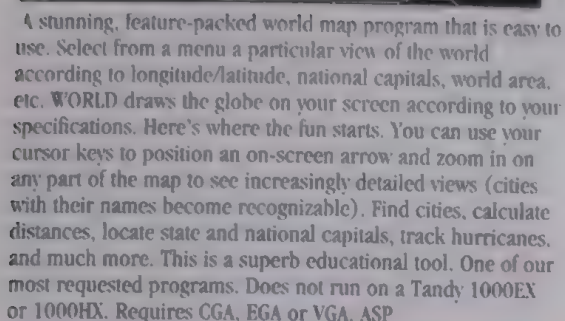 A stunning, feature-packed world map program that is easy to
use. Select from a menu a particular view of the world
according to longitude/latitude, national capitals, world area,
etc. WORLD draws the globe on your screen according to your
specifications. Here's where the fun starts. You can use your
cursor keys to position an on-screen arrow and zoom in on
any part of the map to see increasingly detailed views (cities
with their names become recognizable). Find cities, calculate
distances, locate state and national capitals, track hurricanes,
and much more. This is a superb educational tool. One of our
most requested programs. Does not run on a Tandy 1000EX
or 1000HX. Requires CGA, EGA or VGA. ASP